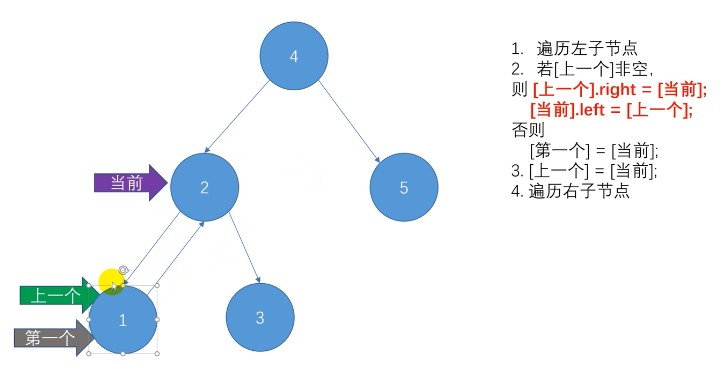 4
1. 遍历左子节点
2. 若[上一个]非空,
则 [上一个].right = [当前];
[当前].left = [上一个];
否则
[第一个] = [当前];
3. [上一个] = [当前];
4. 遍历右子节点
当前
2
5
上一个
1
3
第一个